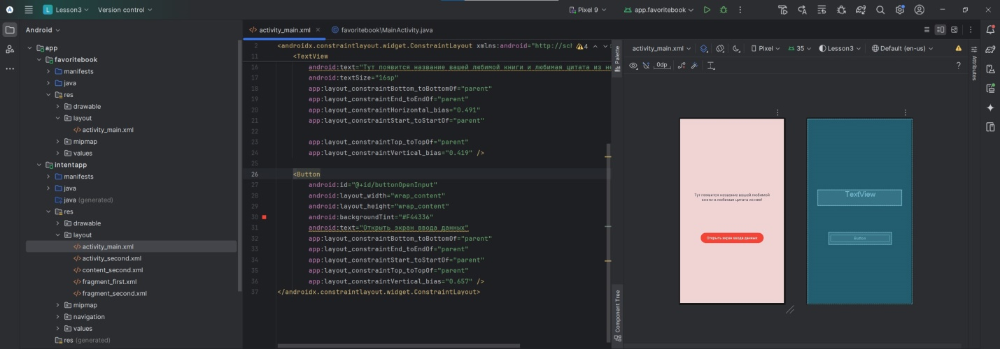 L Lesson3 Version control Pixel 9 app.favoritebook
Android
app
favoritebook
manifests
java
res
drawable
layout
activity_main.xml
mipmap
values
intentapp
manifests
java
java (generated)
res
drawable
layout
activity_main.xml
activity_second.xml
content_second.xml
fragment_first.xml
fragment_second.xml
mipmap
navigation
values
res (generated)
activity_main.xml favoritebook\MainActivity.java
2 <androidx.constraintlayout.widget.ConstraintLayout xmlns:android="http://sch 4
11 <TextView
16 android:text="Тут появится название вашей любимой книги и любимая цитата из не
17 android:textSize="16sp"
18 app:layout_constraintBottom_toBottomOf="parent"
19 app:layout_constraintEnd_toEndOf="parent"
20 app:layout_constraintHorizontal_bias="0.491"
21 app:layout_constraintStart_toStartOf="parent"
22
23 app:layout_constraintTop_toTopOf="parent"
24 app:layout_constraintVertical_bias="0.419" />
25
26 <Button
27 android:id="@+id/buttonOpenInput"
28 android:layout_width="wrap_content"
29 android:layout_height="wrap_content"
30 android:backgroundTint="#F44336"
31 android:text="Открыть экран ввода данных"
32 app:layout_constraintBottom_toBottomOf="parent"
33 app:layout_constraintEnd_toEndOf="parent"
34 app:layout_constraintStart_toStartOf="parent"
35 app:layout_constraintTop_toTopOf="parent"
36 app:layout_constraintVertical_bias="0.657" />
37 </androidx.constraintlayout.widget.ConstraintLayout>
Palette
Component Tree
activity_main.xml Pixel 35 Lesson3 Default (en-us)
0dp ?
Attributes
Тут появится название вашей любимой
книги и любимая цитата из нее!
Открыть экран ввода данных
TextView
Button